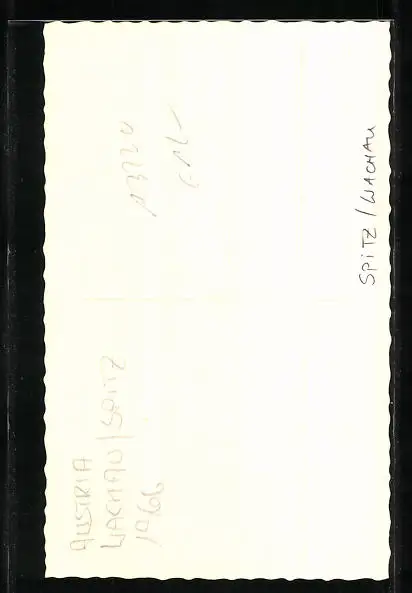 SPITZ / WACHAU
AUSTRIA
WACHAU / SPITZ
1966